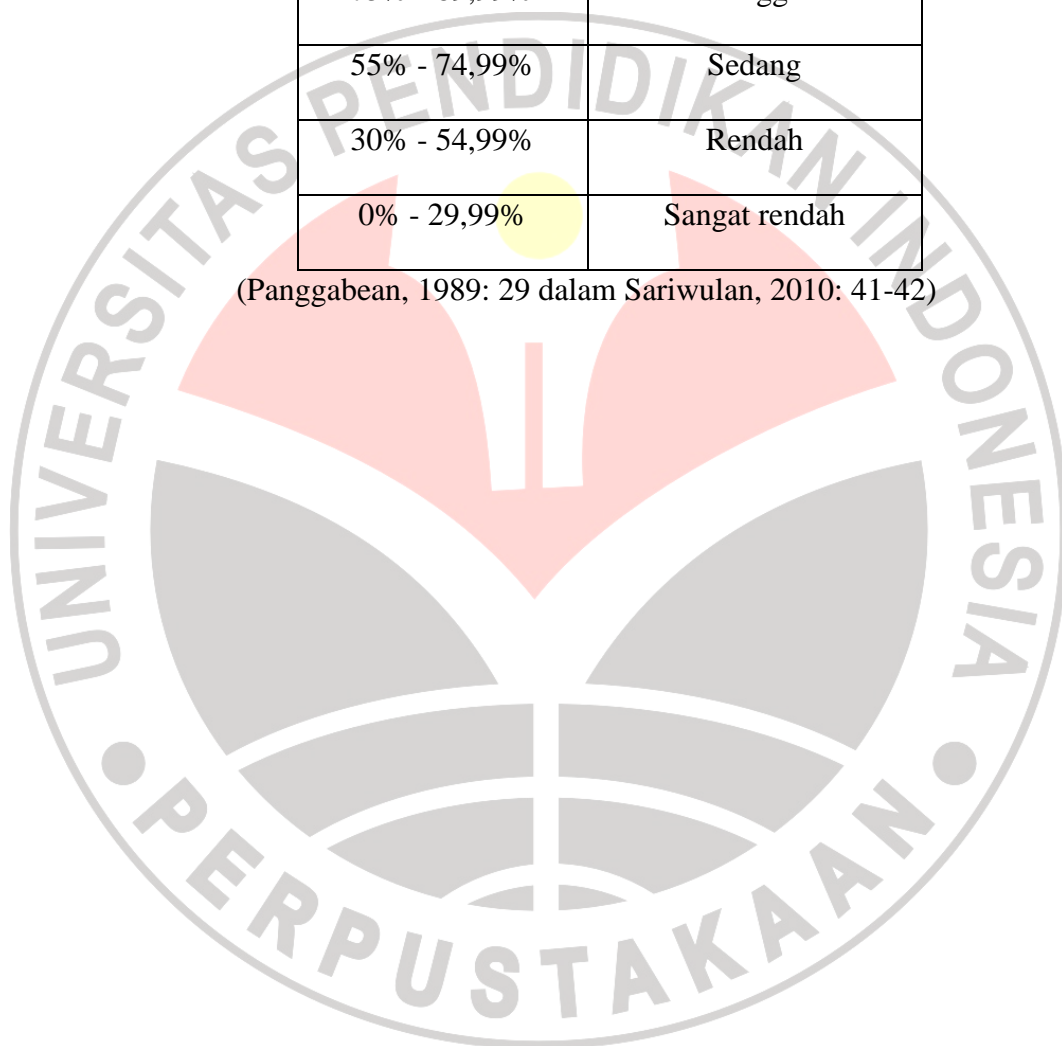 55% - 74,99% Sedang
30% - 54,99% Rendah
0% - 29,99% Sangat rendah
(Panggabean, 1989: 29 dalam Sariwulan, 2010: 41-42)
UNIVERSITAS PENDIDIKAN INDONESIA
PERPUSTAKAAN